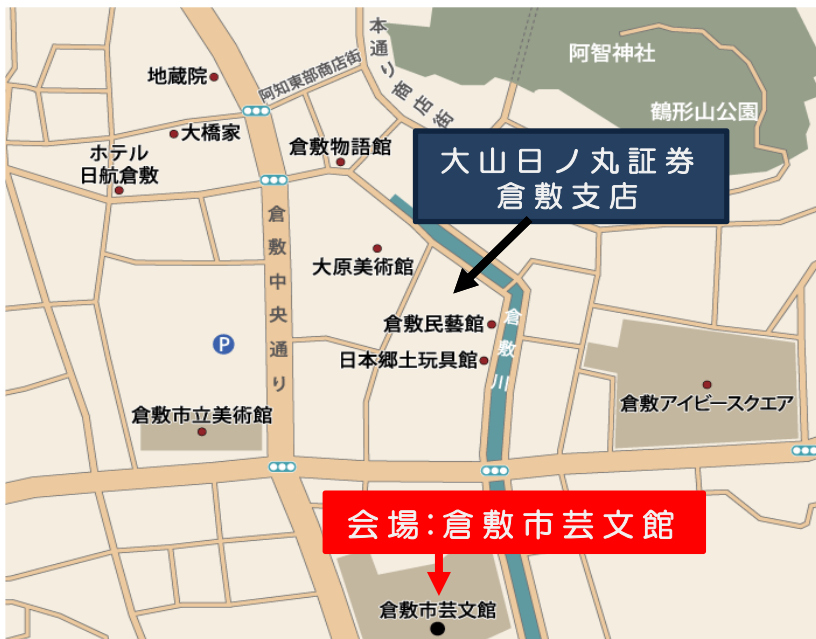 本通り商店街
阿智神社
地蔵院
阿知東部商店街
鶴形山公園
大橋家
倉敷物語館
ホテル
日航倉敷
大山日ノ丸証券
倉敷支店
倉敷中央通り
大原美術館
倉敷民藝館
倉敷川
P
日本郷土玩具館
倉敷アイビースクエア
倉敷市立美術館
会場:倉敷市芸文館
倉敷市芸文館